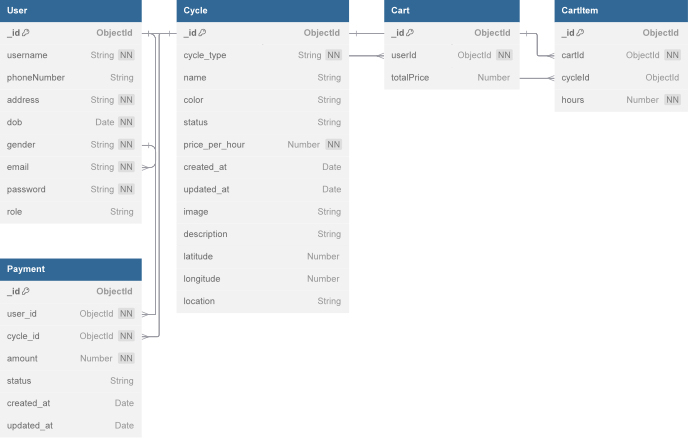 User
_id ObjectId
username String NN
phoneNumber String
address String NN
dob Date NN
gender String NN
email String NN
password String NN
role String
Cycle
_id ObjectId
cycle_type String NN
name String
color String
status String
price_per_hour Number NN
created_at Date
updated_at Date
image String
description String
latitude Number
longitude Number
location String
Cart
_id ObjectId
userId ObjectId NN
totalPrice Number
CartItem
_id ObjectId
cartId ObjectId NN
cycleId ObjectId
hours Number NN
Payment
_id ObjectId
user_id ObjectId NN
cycle_id ObjectId NN
amount Number NN
status String
created_at Date
updated_at Date